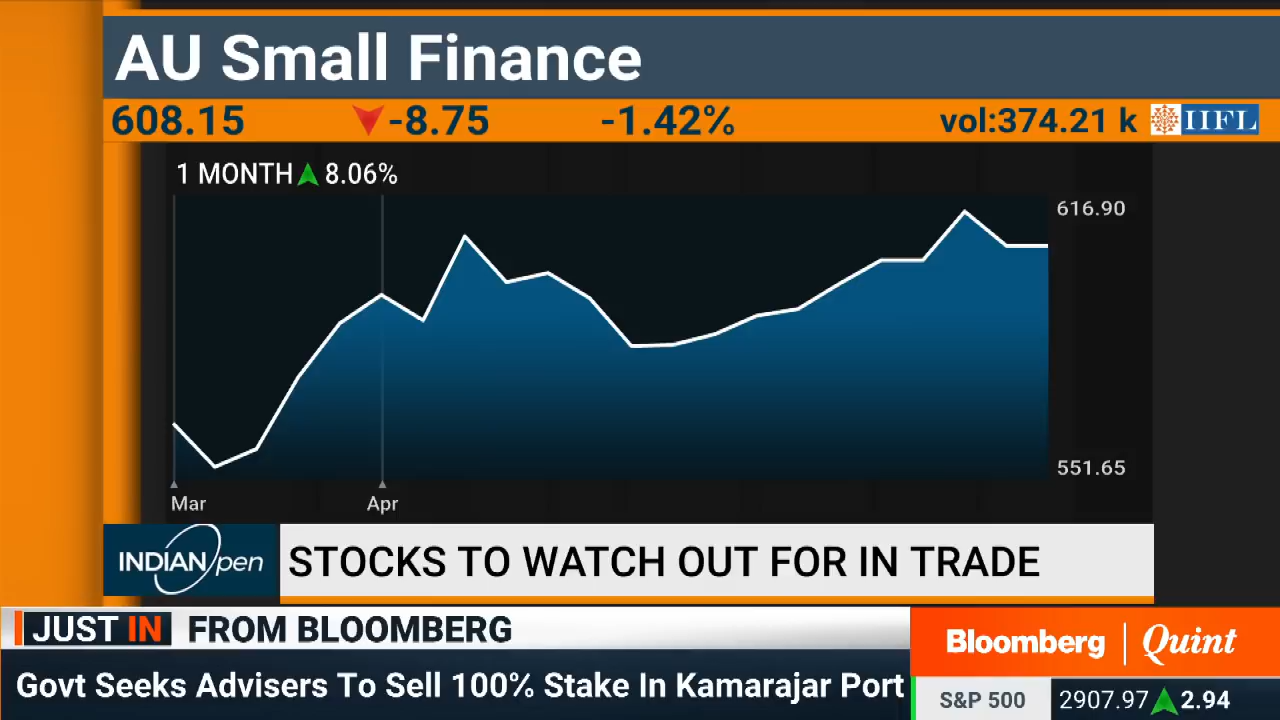 AU Small Finance
608.15 -8.75 -1.42% vol:374.21 k IIFL
1 MONTH 8.06%
616.90
551.65
Mar Apr
INDIAN Open STOCKS TO WATCH OUT FOR IN TRADE
JUST IN FROM BLOOMBERG
Bloomberg | Quint
Govt Seeks Advisers To Sell 100% Stake In Kamarajar Port
S&P 500 2907.97 2.94